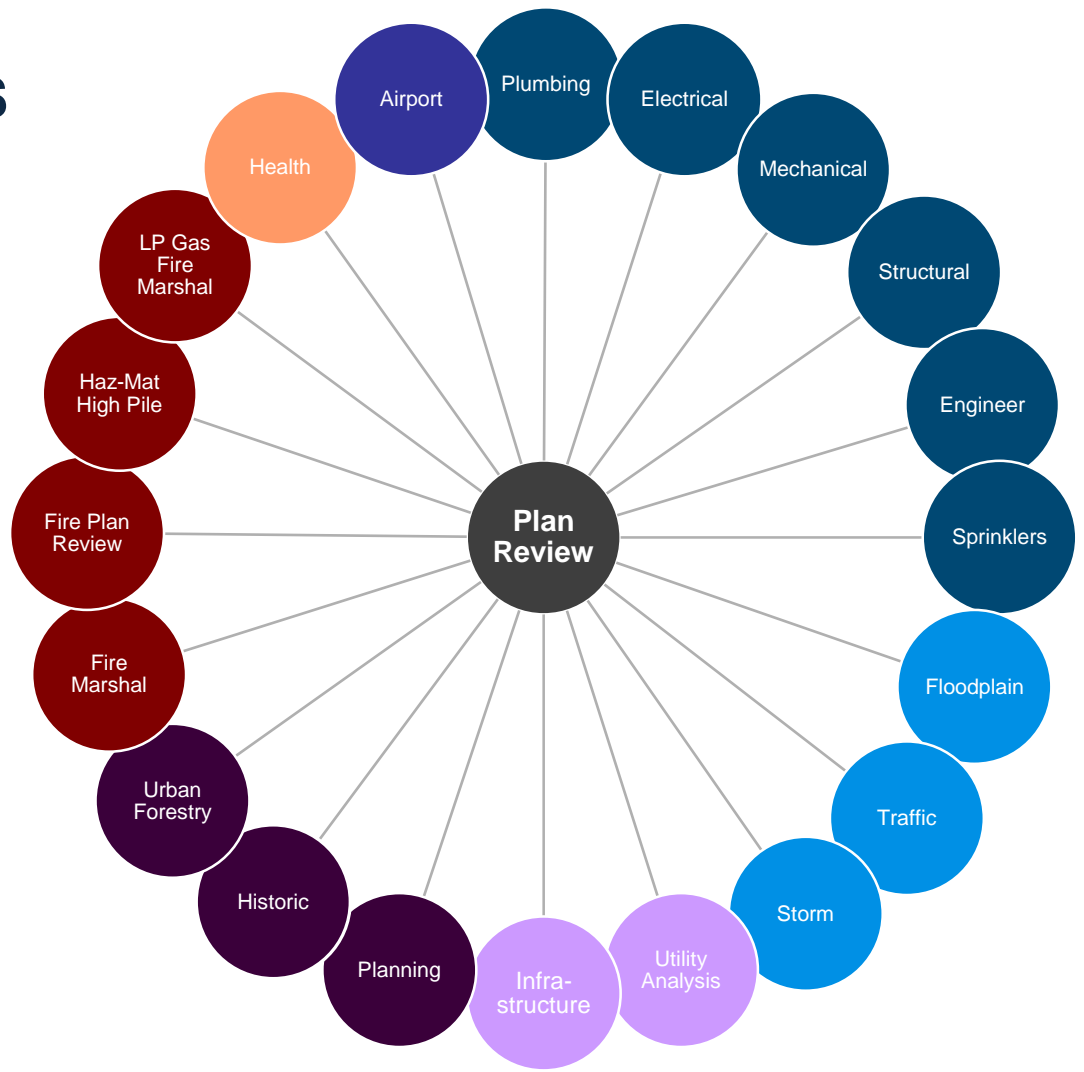 s
Plumbing
Electrical
Mechanical
Structural
Engineer
Sprinklers
Floodplain
Traffic
Storm
Utility
Analysis
Infra-
structure
Planning
Historic
Urban
Forestry
Fire
Marshal
Fire Plan
Review
Haz-Mat
High Pile
LP Gas
Fire
Marshal
Health
Airport
Plan
Review